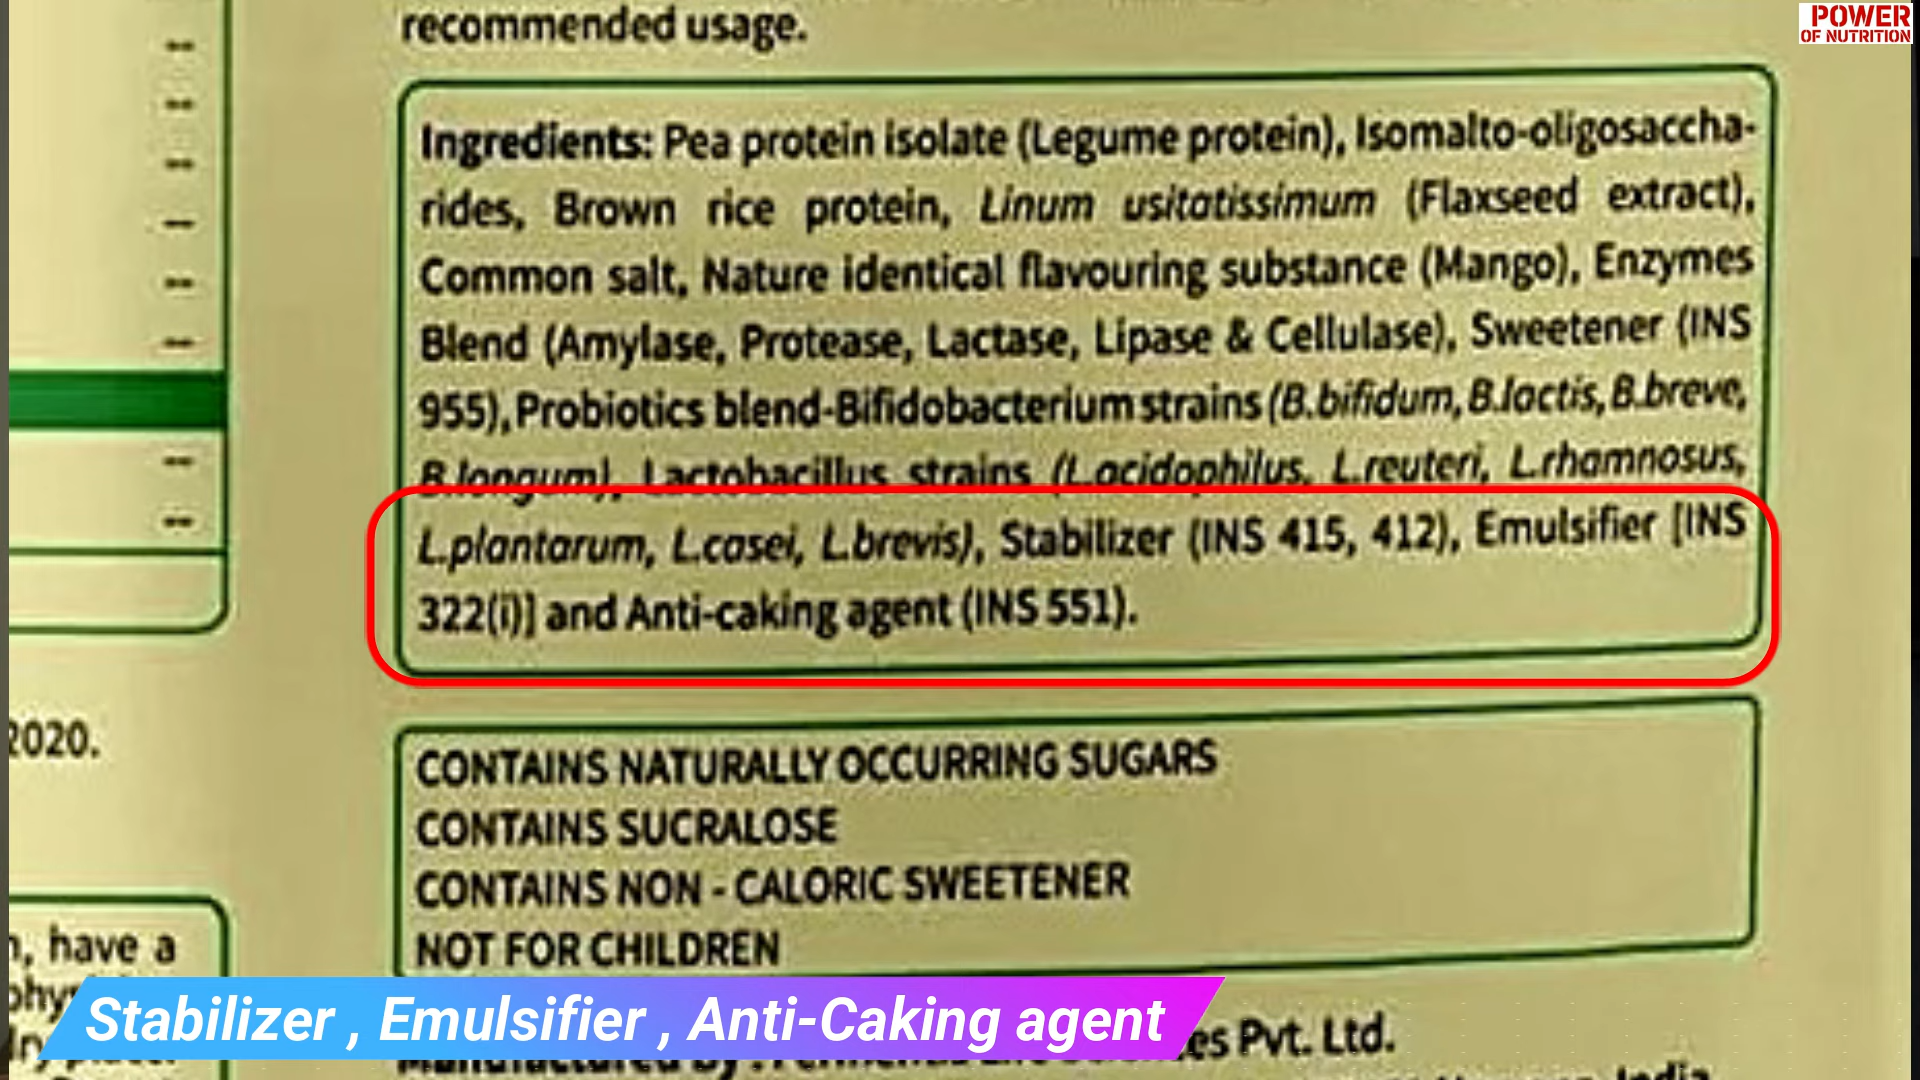 POWER
OF NUTRITION
recommended usage.
Ingredients: Pea protein isolate (Legume protein), Isomalto-oligosaccha-
rides, Brown rice protein, Linum usitatissimum (Flaxseed extract),
Common salt, Nature identical flavouring substance (Mango), Enzymes
Blend (Amylase, Protease, Lactase, Lipase & Cellulase), Sweetener (INS
955), Probiotics blend-Bifidobacterium strains (B.bifidum, B.lactis, B.breve,
B.longum), Lactobacillus strains (L.acidophilus, L.reuteri, L.rhamnosus,
L.plantarum, L.casei, L.brevis), Stabilizer (INS 415, 412), Emulsifier [INS
322(i)] and Anti-caking agent (INS 551).
CONTAINS NATURALLY OCCURRING SUGARS
CONTAINS SUCRALOSE
CONTAINS NON - CALORIC SWEETENER
NOT FOR CHILDREN
2020.
have a
Stabilizer , Emulsifier , Anti-Caking agent
Pvt. Ltd.
India